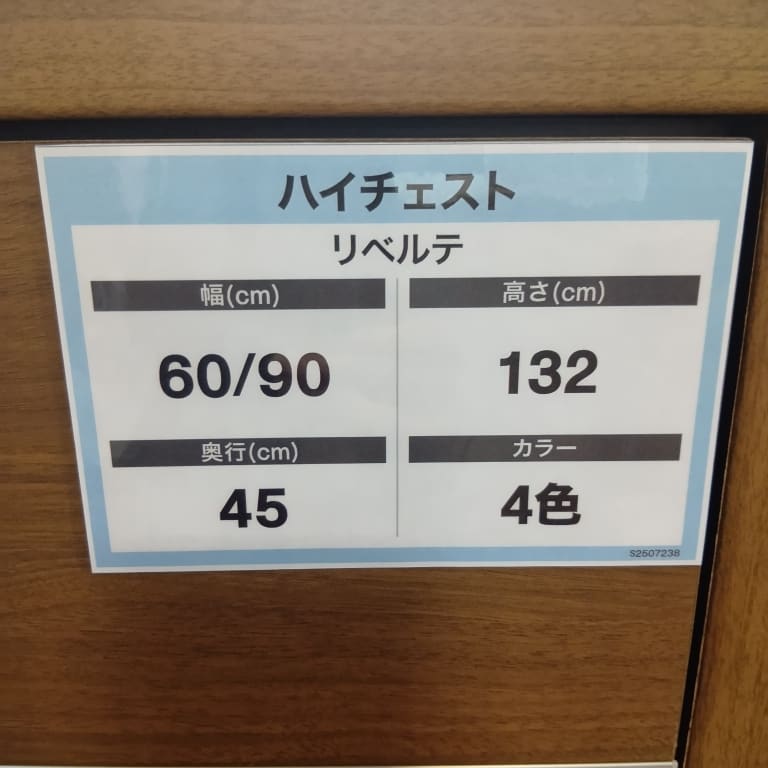 ハイチェスト
リベルテ
幅(cm)
高さ(cm)
60/90
132
奥行(cm)
カラー
45
4色
S2507238